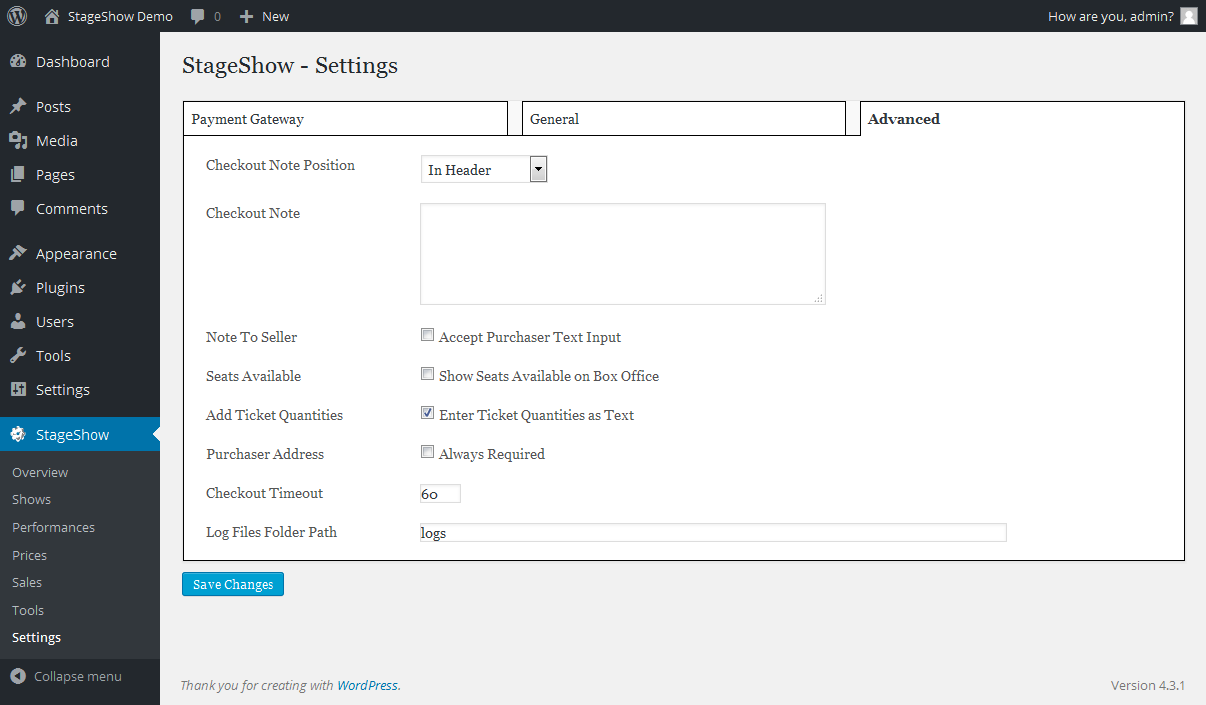 StageShow Demo 0 New How are you, admin?
Dashboard
Posts
Media
Pages
Comments
Appearance
Plugins
Users
Tools
Settings
StageShow
Overview
Shows
Performances
Prices
Sales
Tools
Settings
Collapse menu
StageShow - Settings
Payment Gateway General Advanced
Checkout Note Position In Header
Checkout Note
Note To Seller Accept Purchaser Text Input
Seats Available Show Seats Available on Box Office
Add Ticket Quantities Enter Ticket Quantities as Text
Purchaser Address Always Required
Checkout Timeout 60
Log Files Folder Path logs
Save Changes
Thank you for creating with WordPress. Version 4.3.1